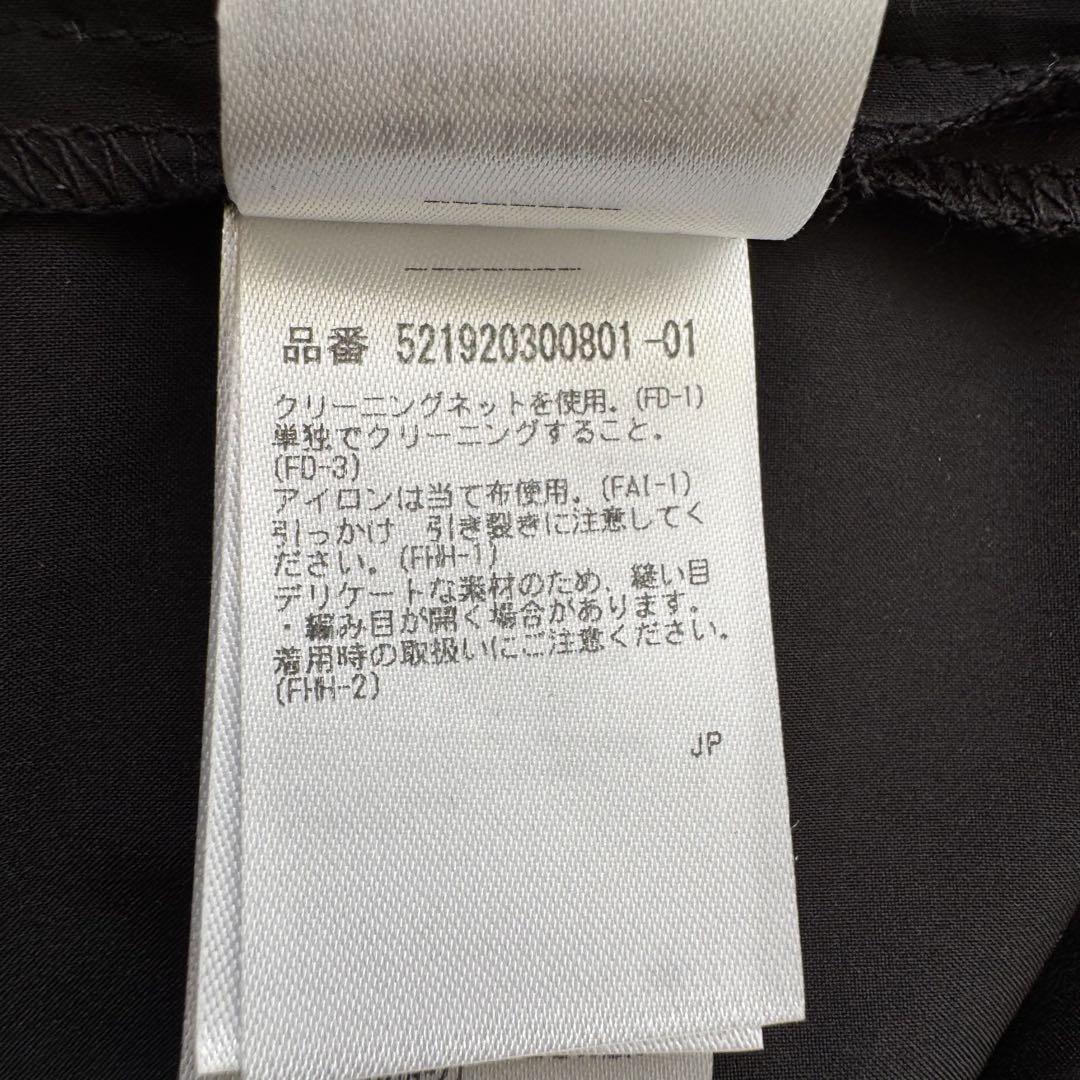 品番 521920300801-01
クリーニングネットを使用。(FD-1)
単独でクリーニングすること。
(FD-3)
アイロンは当て布使用。(FAI-1)
引っかけ 引き裂きに注意してく
ださい。(FHH-1)
デリケートな素材のため、縫い目
・編み目が開く場合があります。
着用時の取扱いにご注意ください。
(FHH-2)
JP